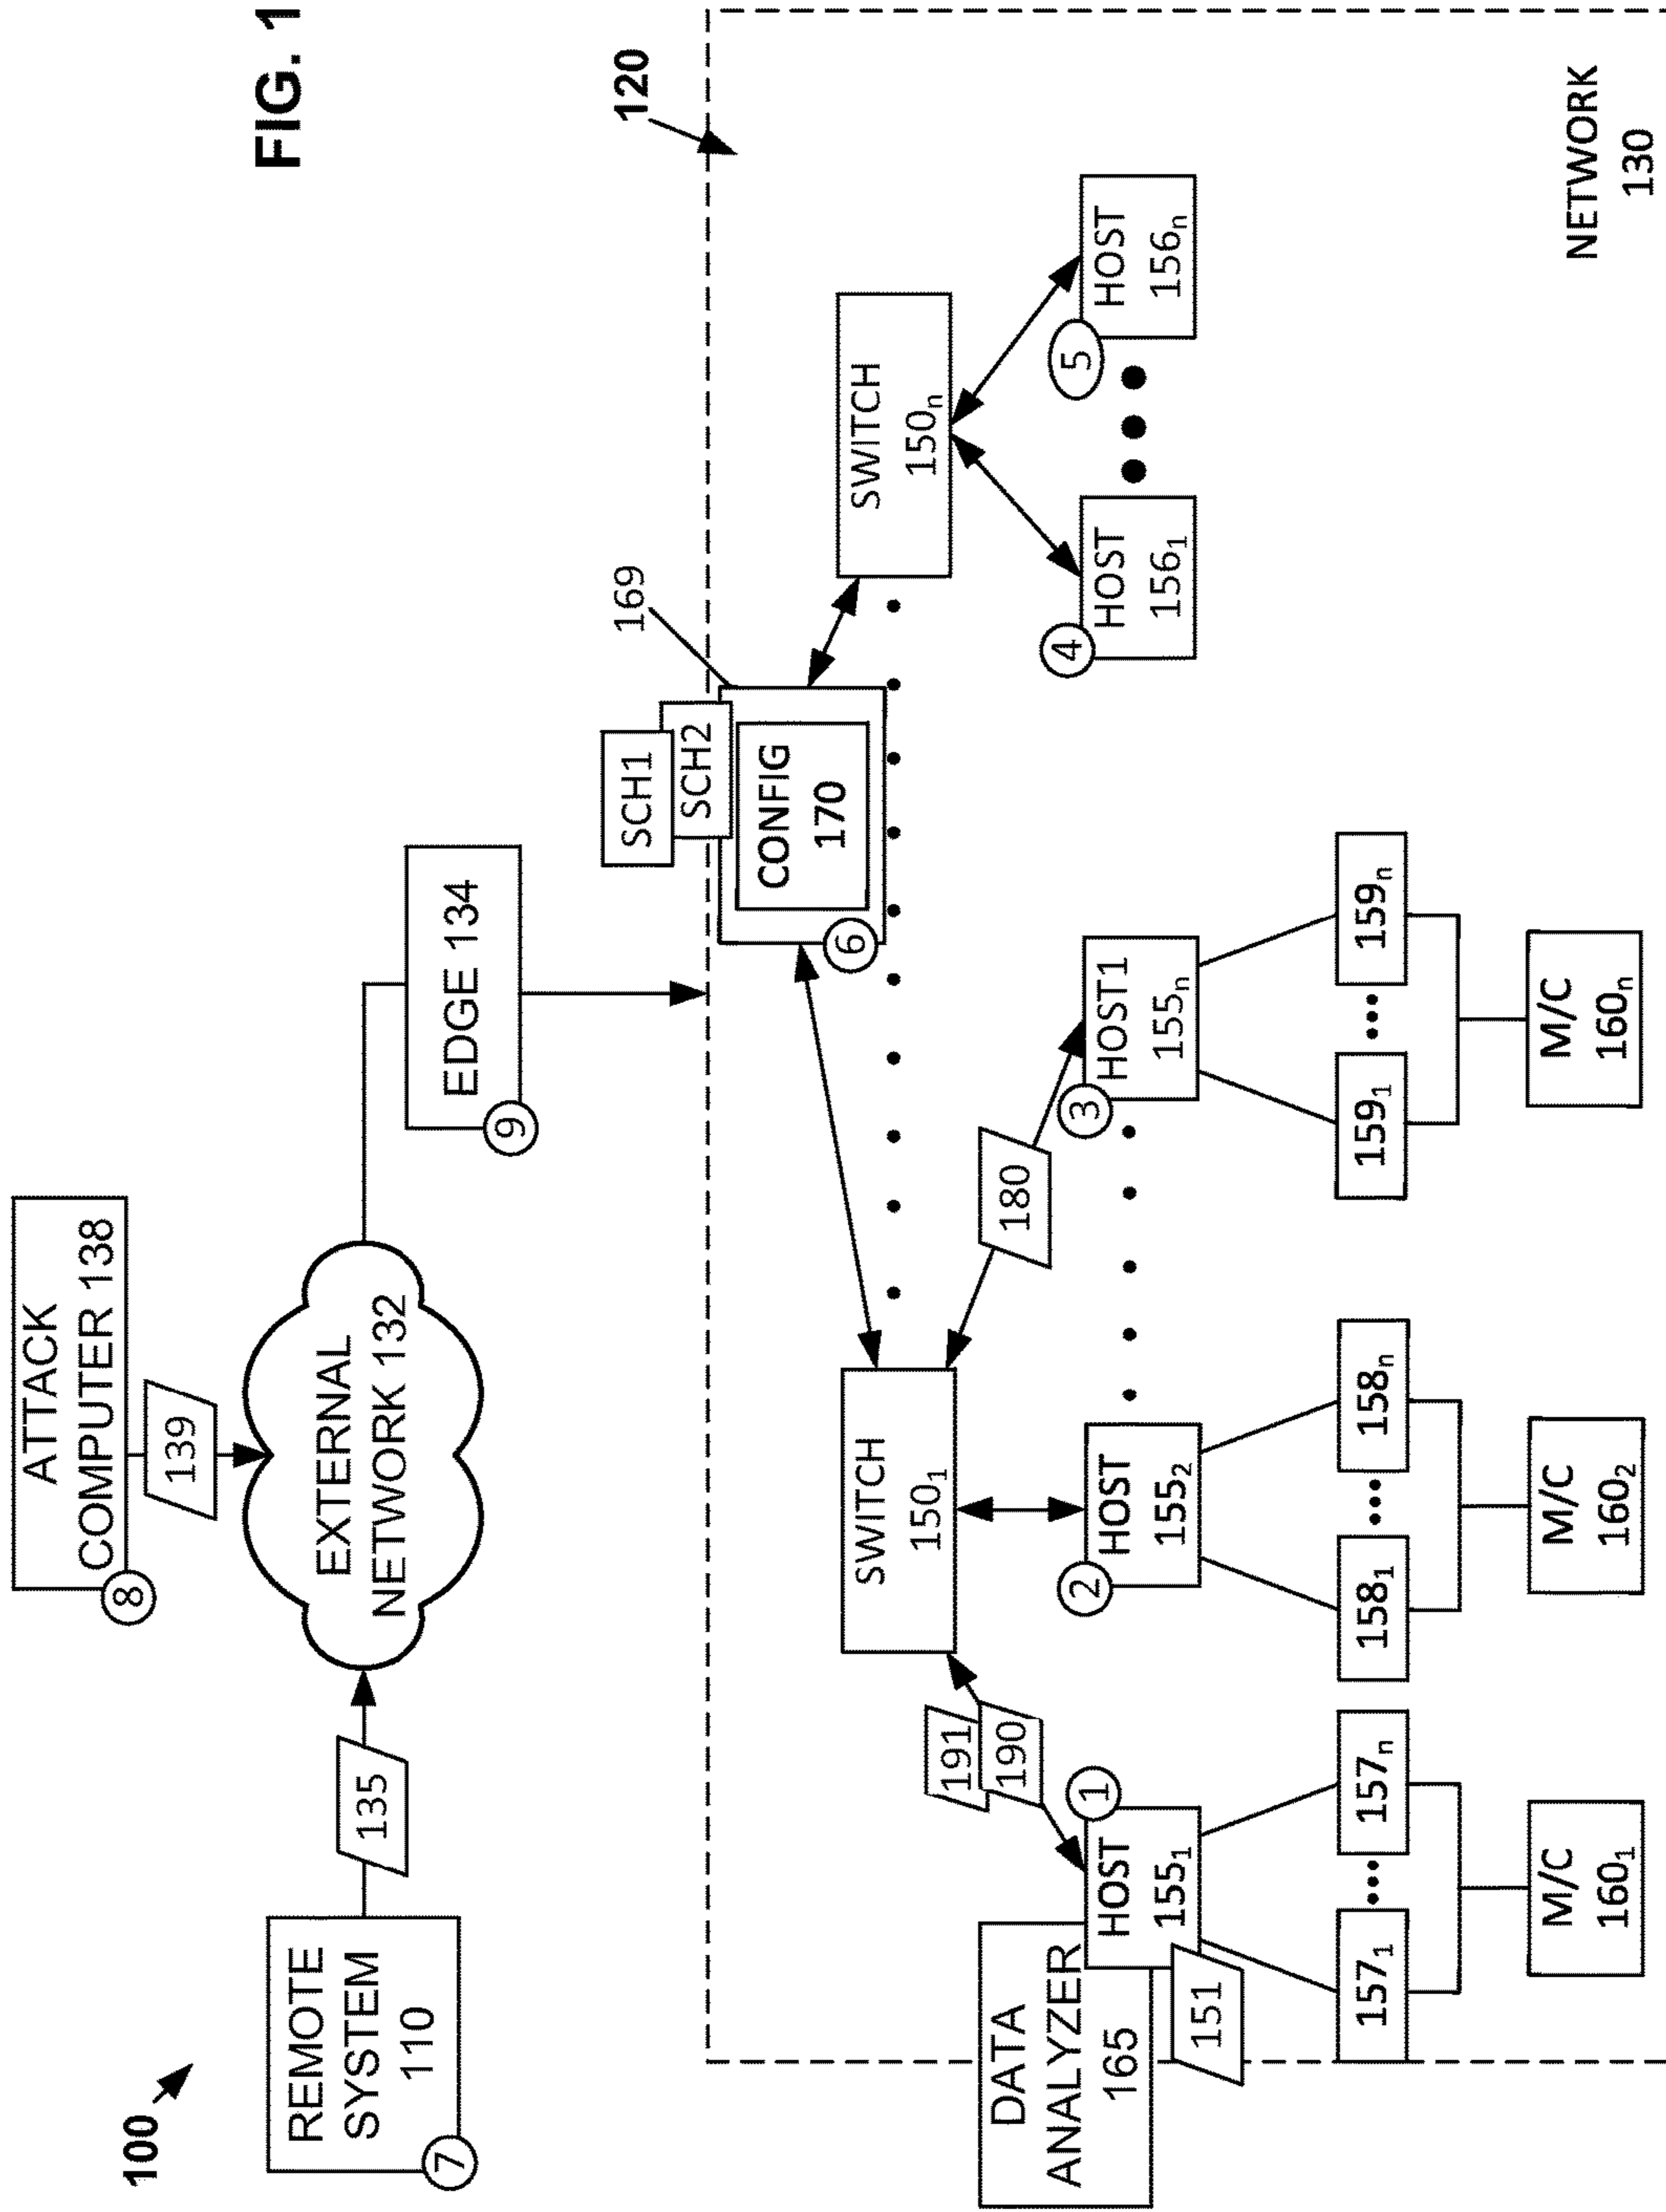 FIG. 1
100
REMOTE
SYSTEM
110
7
135
ATTACK
COMPUTER 138
8
139
EXTERNAL
NETWORK 132
EDGE 134
9
120
169
SCH1
SCH2
CONFIG
170
6
SWITCH
150₁
SWITCH
150ₙ
191
190
180
DATA
ANALYZER
165
HOST
155₁
1
151
HOST
155₂
2
HOST1
155ₙ
3
HOST
156₁
4
HOST
156ₙ
5
157₁
157ₙ
158₁
158ₙ
159₁
159ₙ
M/C
160₁
M/C
160₂
M/C
160ₙ
NETWORK
130